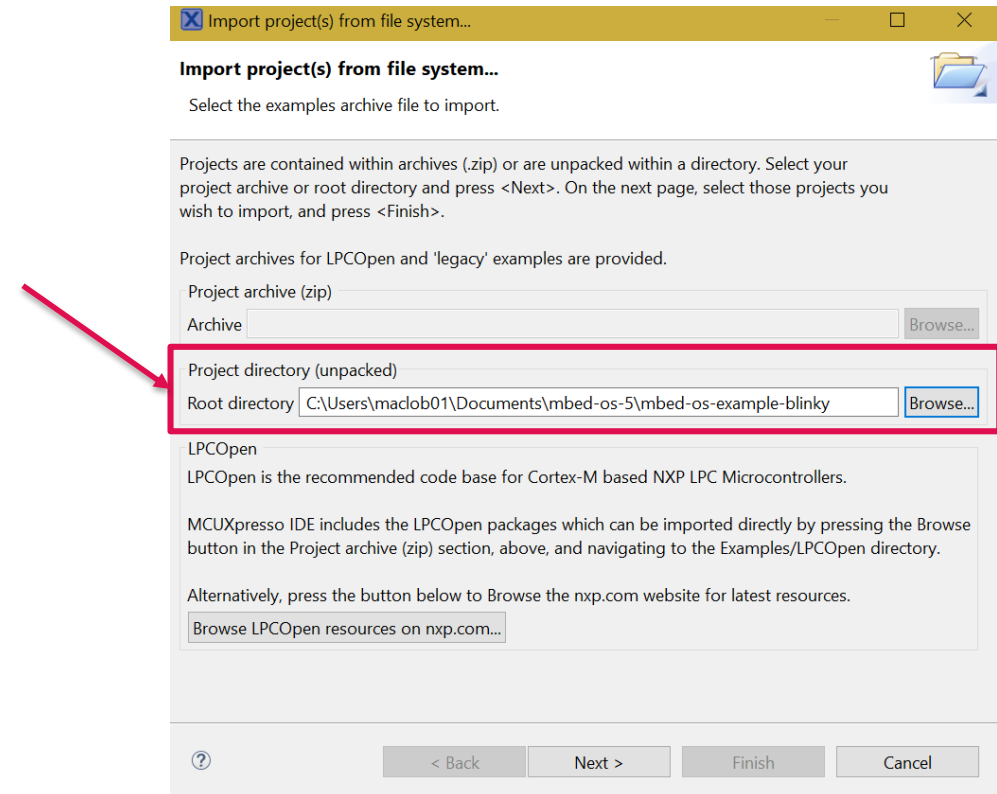 Import project(s) from file system...
Import project(s) from file system...
Select the examples archive file to import.
Projects are contained within archives (.zip) or are unpacked within a directory. Select your
project archive or root directory and press <Next>. On the next page, select those projects you
wish to import, and press <Finish>.
Project archives for LPCOpen and 'legacy' examples are provided.
Project archive (zip)
Archive Browse...
Project directory (unpacked)
Root directory C:\Users\maclob01\Documents\mbed-os-5\mbed-os-example-blinky Browse...
LPCOpen
LPCOpen is the recommended code base for Cortex-M based NXP LPC Microcontrollers.
MCUXpresso IDE includes the LPCOpen packages which can be imported directly by pressing the Browse
button in the Project archive (zip) section, above, and navigating to the Examples/LPCOpen directory.
Alternatively, press the button below to Browse the nxp.com website for latest resources.
Browse LPCOpen resources on nxp.com...
? < Back Next > Finish Cancel